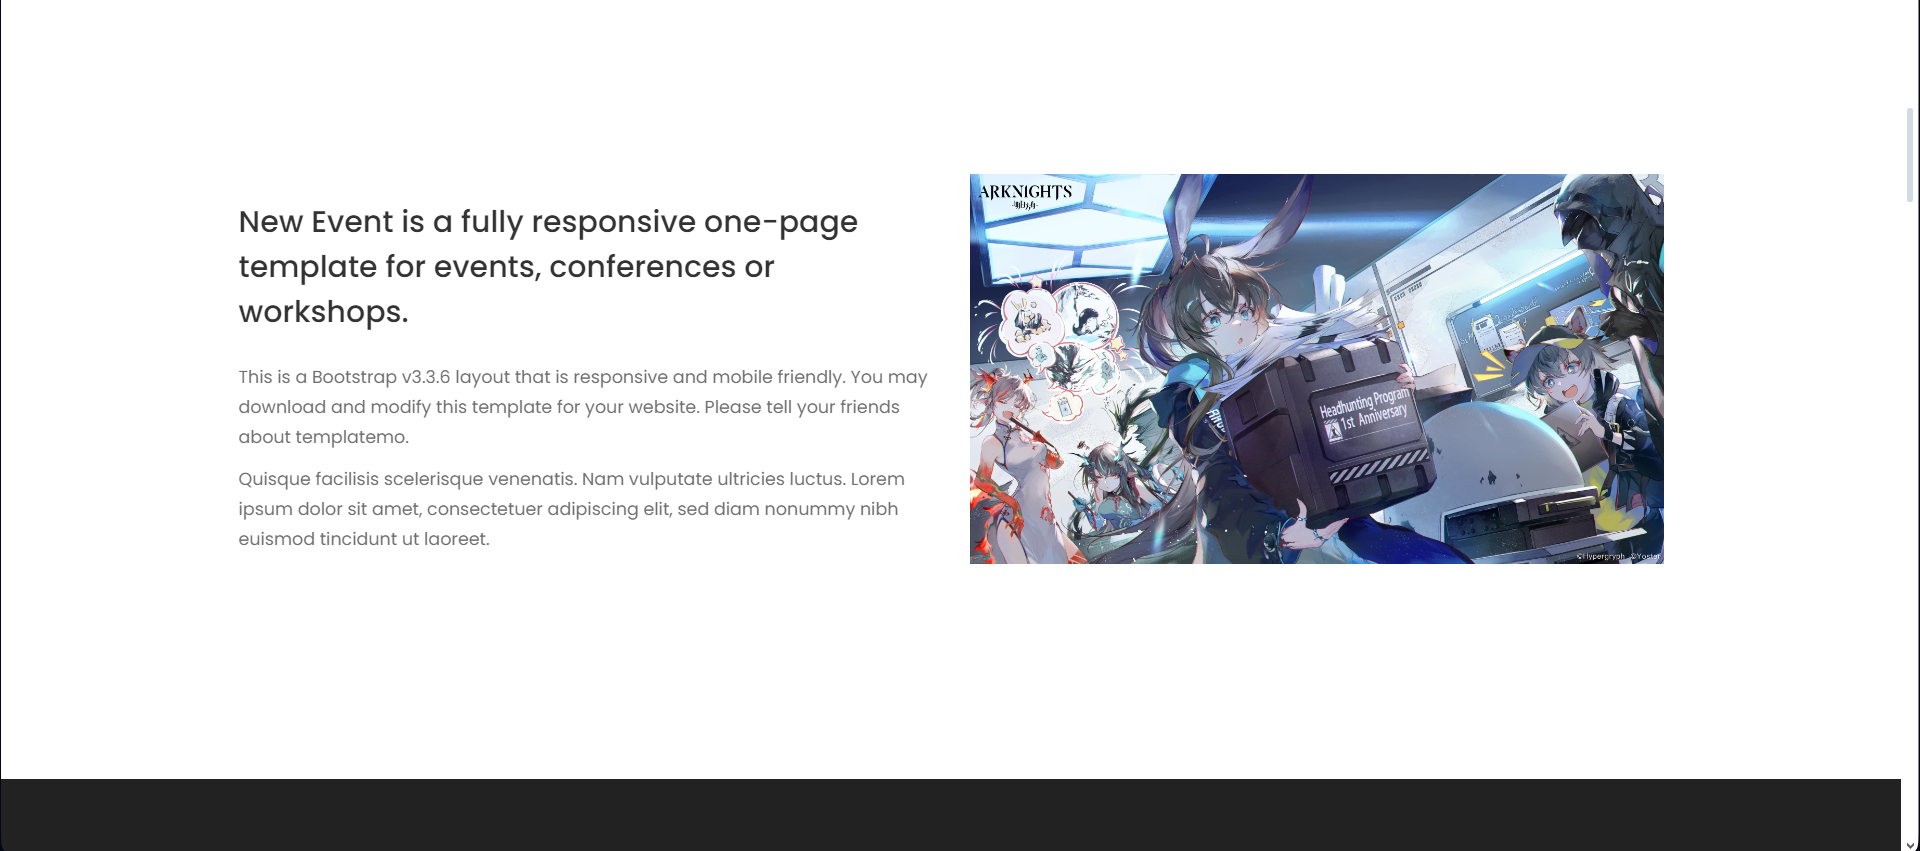 New Event is a fully responsive one-page
template for events, conferences or
workshops.
This is a Bootstrap v3.3.6 layout that is responsive and mobile friendly. You may
download and modify this template for your website. Please tell your friends
about templatemo.
Quisque facilisis scelerisque venenatis. Nam vulputate ultricies luctus. Lorem
ipsum dolor sit amet, consectetuer adipiscing elit, sed diam nonummy nibh
euismod tincidunt ut laoreet.
ARKNIGHTS
-明日方舟-
Headhunting Program
1st Anniversary
©Hypergryph ©Yostar